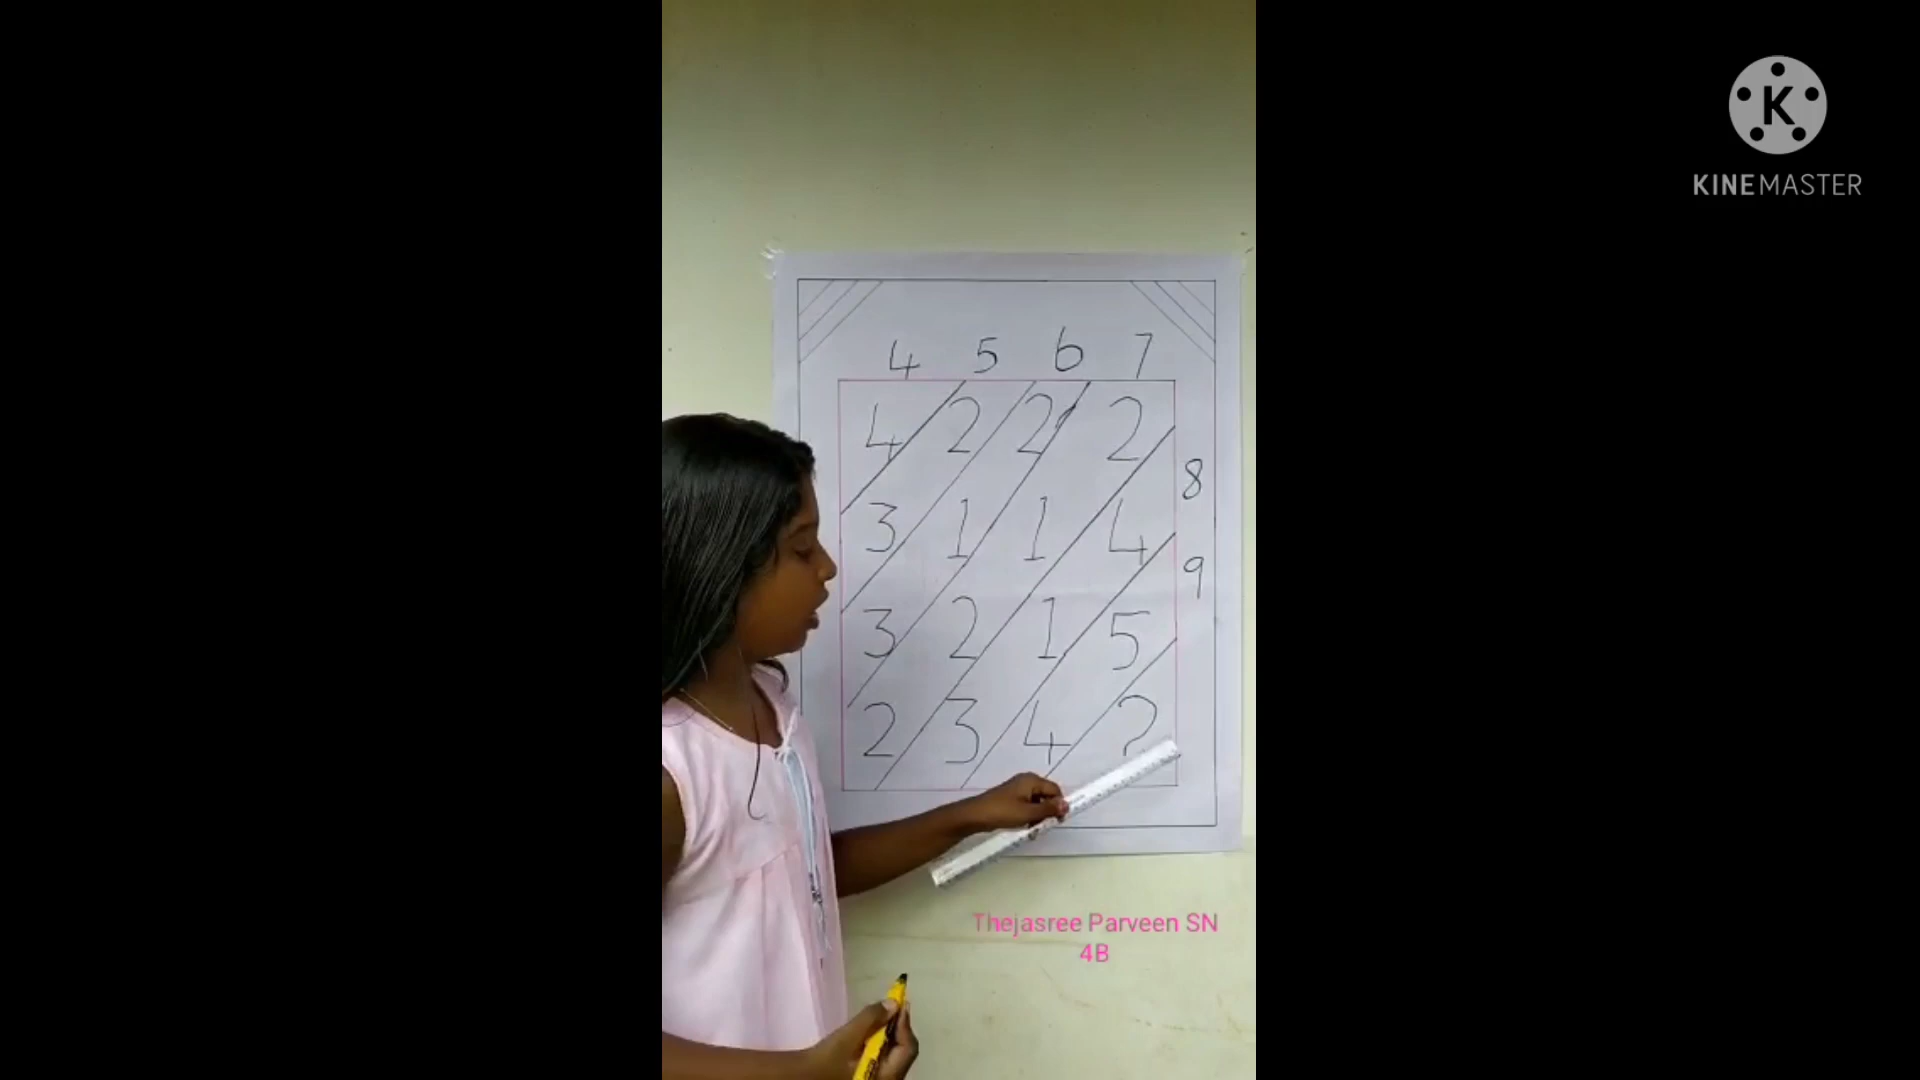 K
KINEMASTER
4 5 6 7
4 2 2 2
8
3 1 1 4
9
3 2 1 5
2 3 4 2
Thejasree Parveen SN
4B